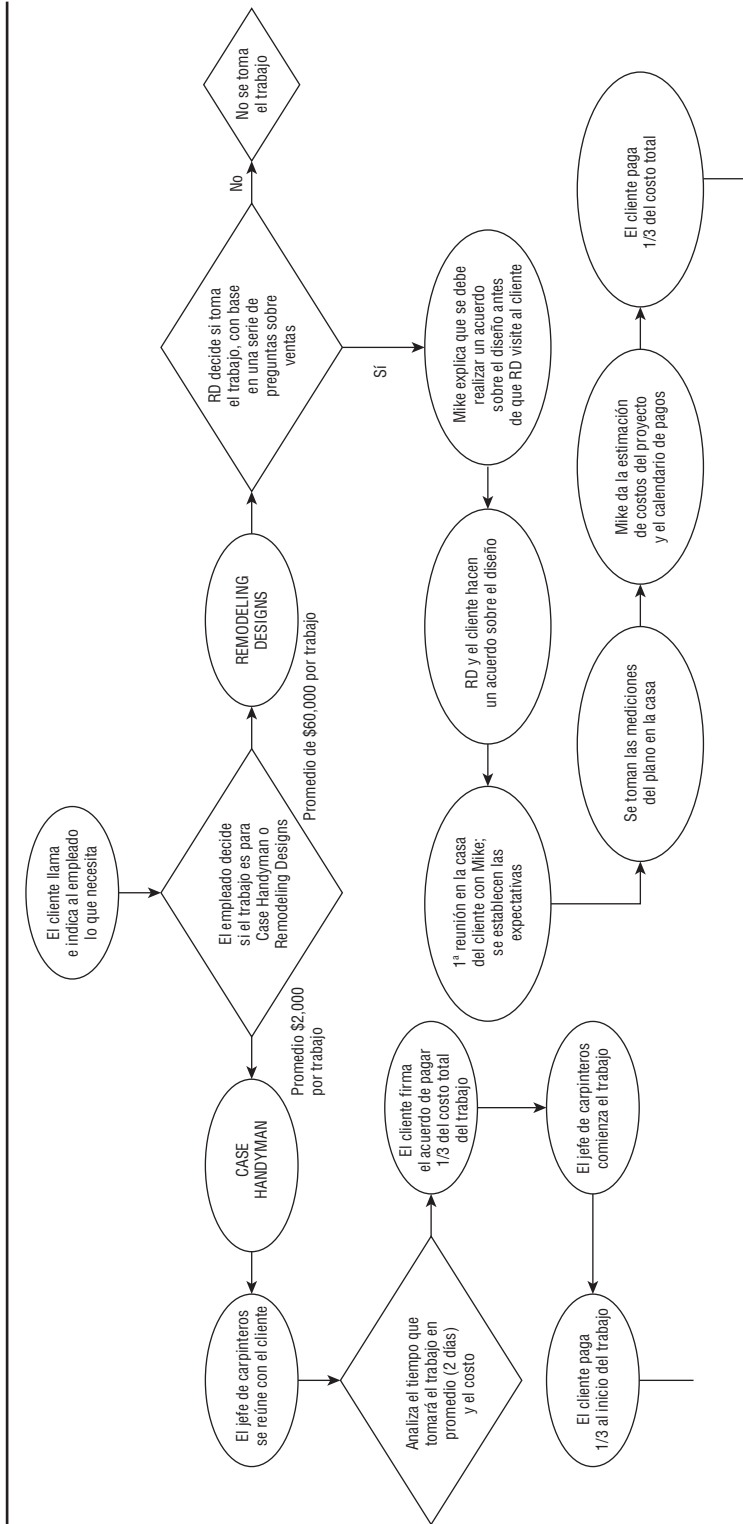 El cliente llama
e indica al empleado
lo que necesita
El empleado decide
si el trabajo es para
Case Handyman o
Remodeling Designs
Promedio $2,000
por trabajo
Promedio de $60,000 por trabajo
CASE
HANDYMAN
El jefe de carpinteros
se reúne con el cliente
Analiza el tiempo que
tomará el trabajo en
promedio (2 días)
y el costo
El cliente firma
el acuerdo de pagar
1/3 del costo total
del trabajo
El jefe de carpinteros
comienza el trabajo
El cliente paga
1/3 al inicio del trabajo
REMODELING
DESIGNS
RD decide si toma
el trabajo, con base
en una serie de
preguntas sobre
ventas
No
No se toma
el trabajo
Sí
Mike explica que se debe
realizar un acuerdo
sobre el diseño antes
de que RD visite al cliente
RD y el cliente hacen
un acuerdo sobre el diseño
1ª reunión en la casa
del cliente con Mike;
se establecen las
expectativas
Se toman las mediciones
del plano en la casa
Mike da la estimación
de costos del proyecto
y el calendario de pagos
El cliente paga
1/3 del costo total